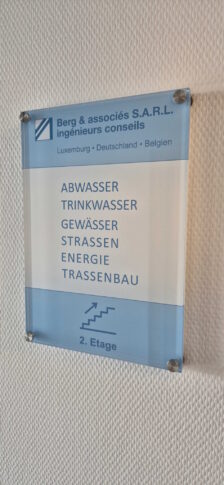 Berg & associés S.A.R.L.
ingénieurs conseils
Luxemburg • Deutschland • Belgien
ABWASSER
TRINKWASSER
GEWÄSSER
STRASSEN
ENERGIE
TRASSENBAU
2. Etage